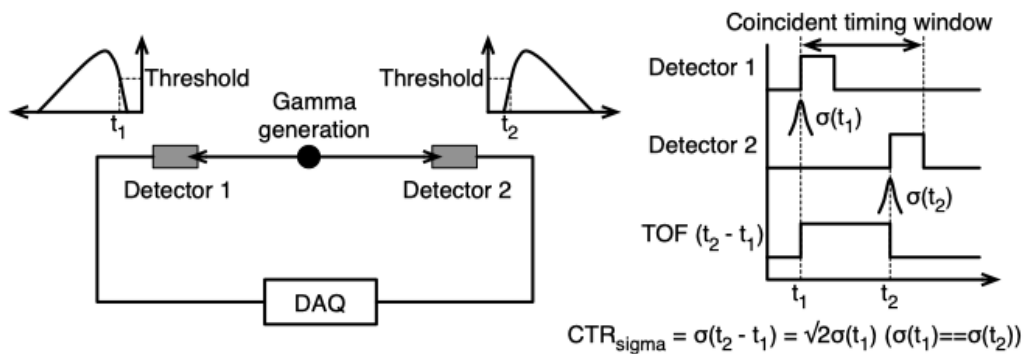 Threshold
t1
Gamma
generation
Threshold
t2
Detector 1
Detector 2
DAQ
Coincident timing window
Detector 1
σ(t1)
Detector 2
σ(t2)
TOF (t2 - t1)
t1
t2
CTRsigma = σ(t2 - t1) = √2σ(t1) (σ(t1)==σ(t2))